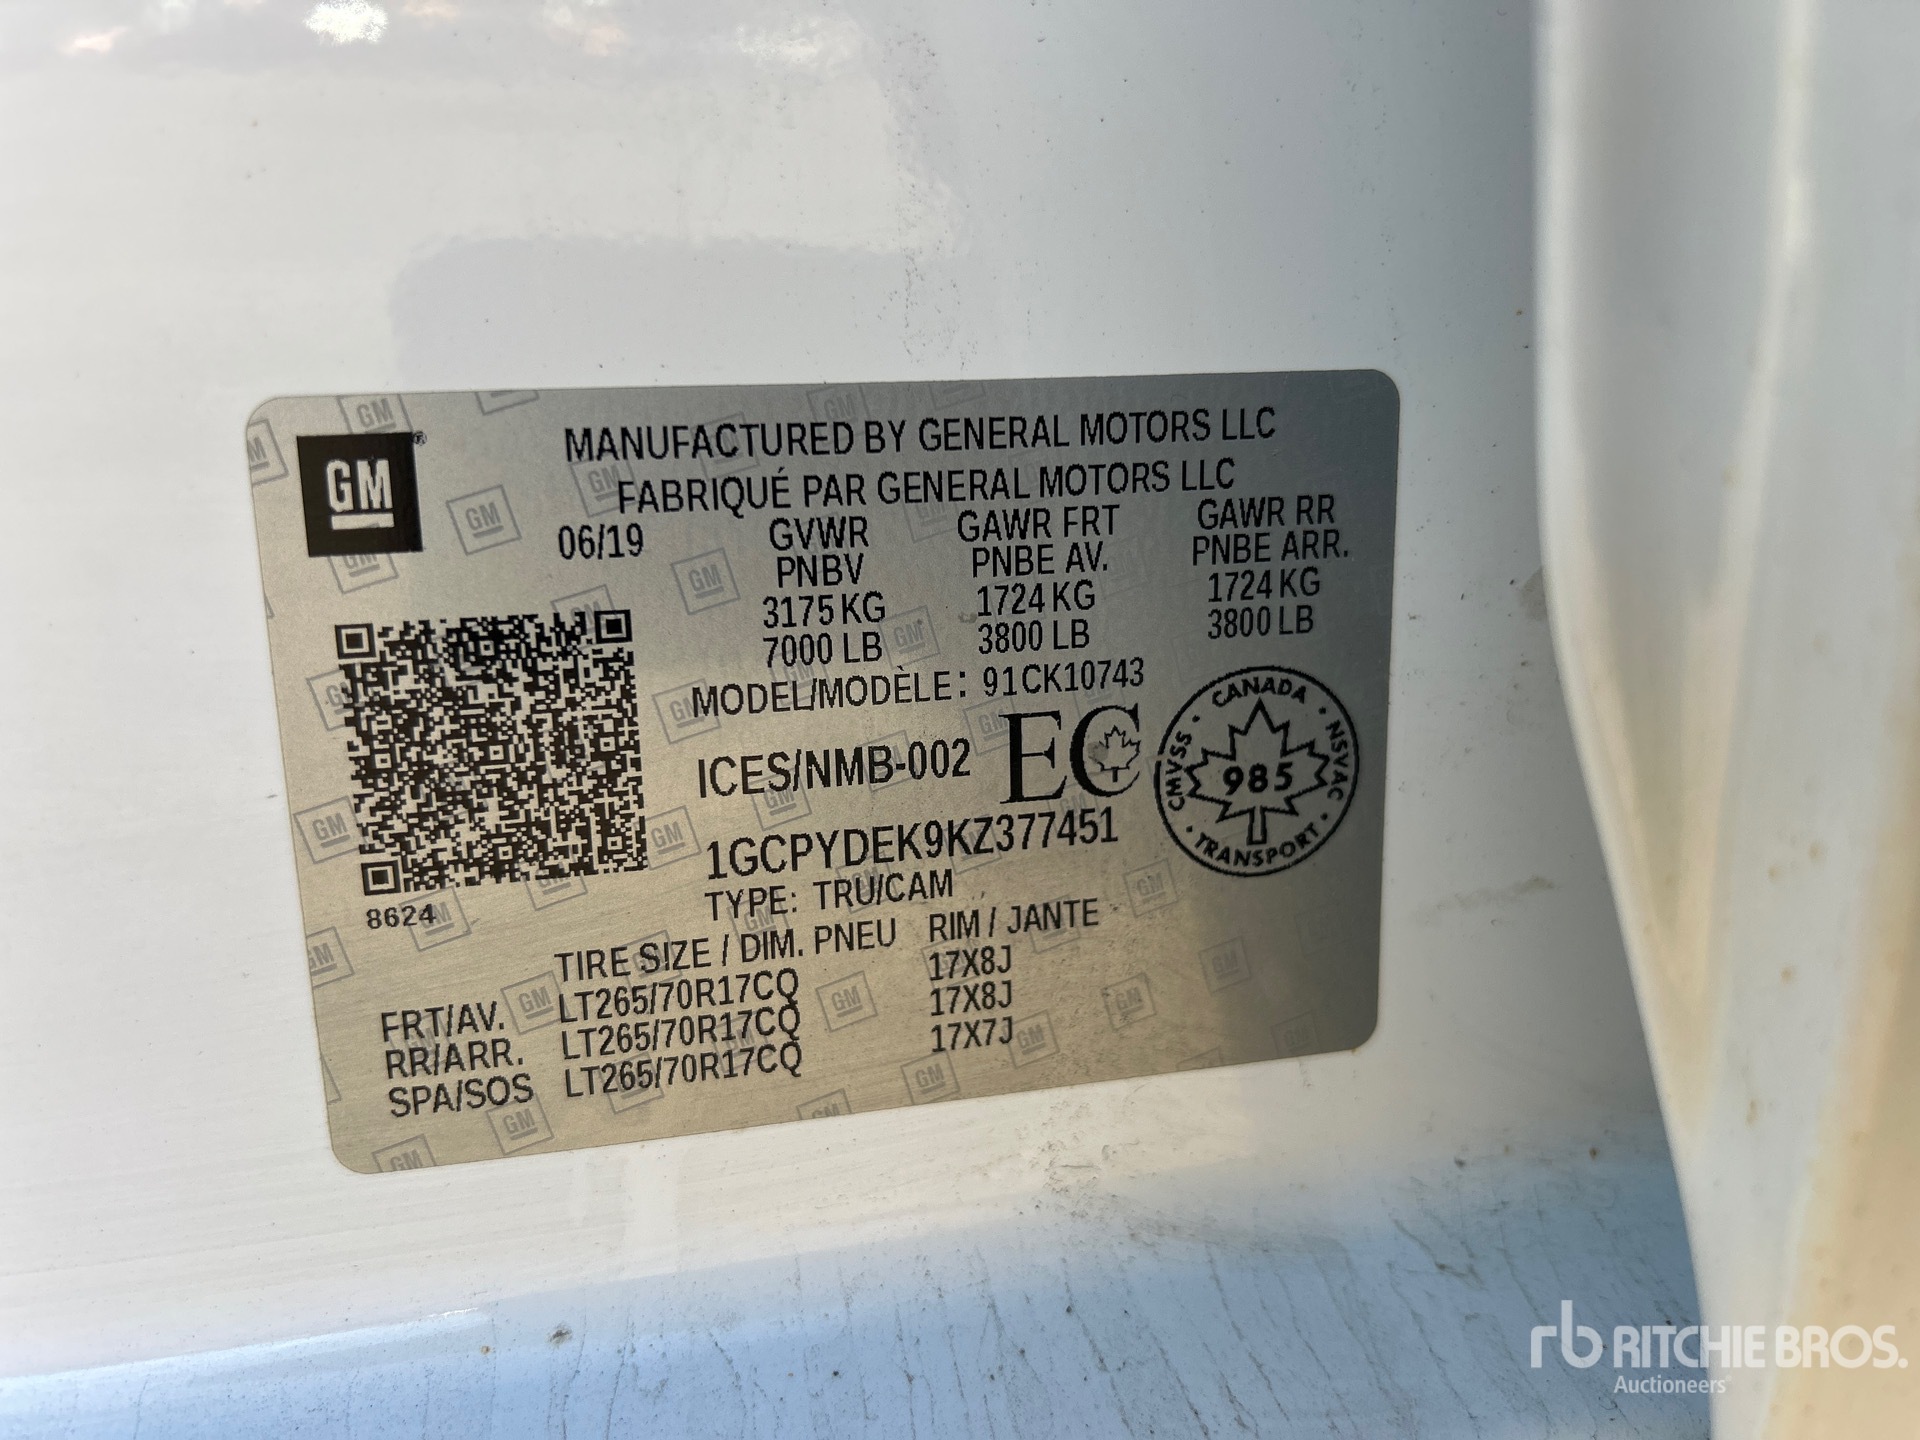 GM
MANUFACTURED BY GENERAL MOTORS LLC
FABRIQUÉ PAR GENERAL MOTORS LLC
06/19 GVWR GAWR FRT GAWR RR
PNBV PNBE AV. PNBE ARR.
3175 KG 1724 KG 1724 KG
7000 LB 3800 LB 3800 LB
MODEL/MODÈLE: 91CK10743
ICES/NMB-002 EC
CANADA
CMVSS NSVAC
985
TRANSPORT
1GCPYDEK9KZ377451
TYPE: TRU/CAM
8624
TIRE SIZE / DIM. PNEU RIM / JANTE
FRT/AV. LT265/70R17CQ 17X8J
RR/ARR. LT265/70R17CQ 17X8J
SPA/SOS LT265/70R17CQ 17X7J
rb RITCHIE BROS.
Auctioneers